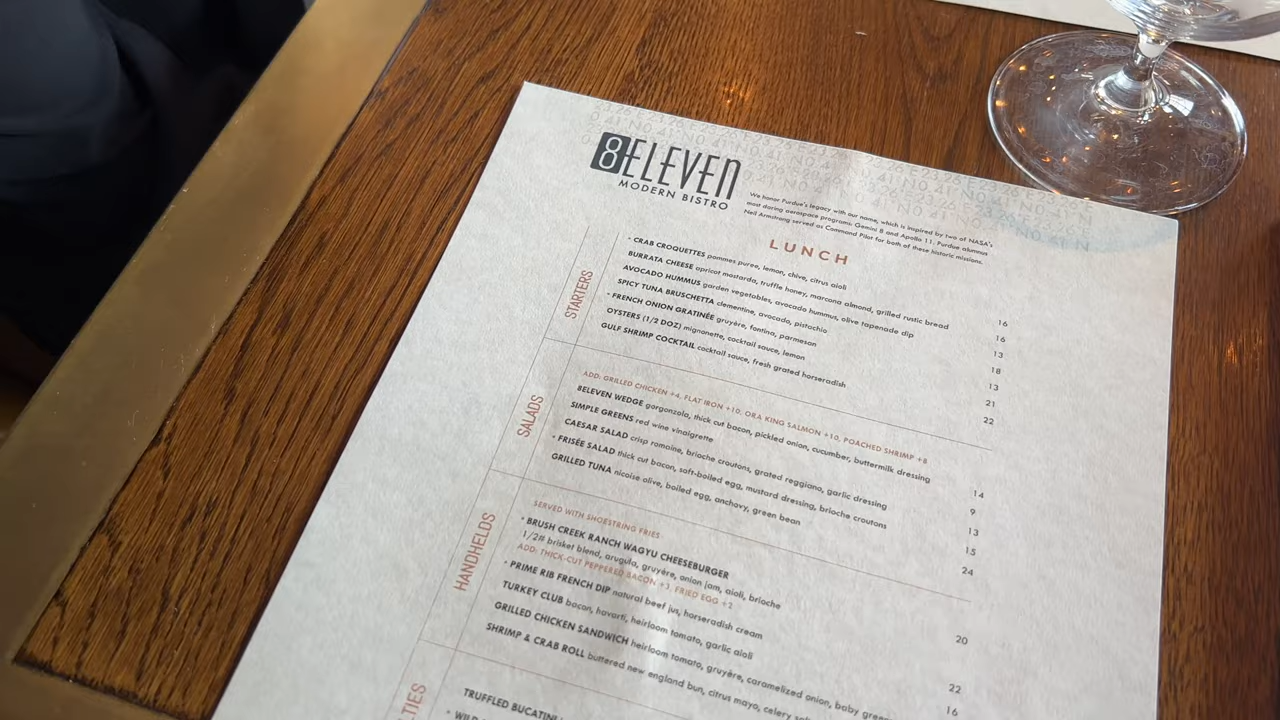 8ELEVEN
MODERN BISTRO
We honor Purdue's legacy with our name, which is inspired by two of NASA's
most daring aerospace programs: Gemini 8 and Apollo 11. Purdue alumnus
Neil Armstrong served as Command Pilot for both of these historic missions.
LUNCH
STARTERS
• CRAB CROQUETTES pommes puree, lemon, chive, citrus aioli 16
BURRATA CHEESE apricot mostarda, truffle honey, marcona almond, grilled rustic bread 16
AVOCADO HUMMUS garden vegetables, avocado hummus, olive tapenade dip 13
SPICY TUNA BRUSCHETTA clementine, avocado, pistachio 18
• FRENCH ONION GRATINÉE gruyére, fontina, parmesan 13
OYSTERS (1/2 DOZ) mignonette, cocktail sauce, lemon 21
GULF SHRIMP COCKTAIL cocktail sauce, fresh grated horseradish 22
SALADS
ADD: GRILLED CHICKEN +4, FLAT IRON +10, ORA KING SALMON +10, POACHED SHRIMP +8
8ELEVEN WEDGE gorgonzola, thick cut bacon, pickled onion, cucumber, buttermilk dressing 14
SIMPLE GREENS red wine vinaigrette 9
CAESAR SALAD crisp romaine, brioche croutons, grated reggiano, garlic dressing 13
• FRISÉE SALAD thick cut bacon, soft-boiled egg, mustard dressing, brioche croutons 15
GRILLED TUNA nicoise olive, boiled egg, anchovy, green bean 24
HANDHELDS
SERVED WITH SHOESTRING FRIES
• BRUSH CREEK RANCH WAGYU CHEESEBURGER
1/2# brisket blend, arugula, gruyére, onion jam, aioli, brioche 20
ADD: THICK-CUT PEPPERED BACON +3, FRIED EGG +2
• PRIME RIB FRENCH DIP natural beef jus, horseradish cream 22
TURKEY CLUB bacon, havarti, heirloom tomato, garlic aioli 16
GRILLED CHICKEN SANDWICH heirloom tomato, gruyére, caramelized onion, baby
SHRIMP & CRAB ROLL buttered new england bun, citrus mayo, celery
TRUFFLED BUCATINI